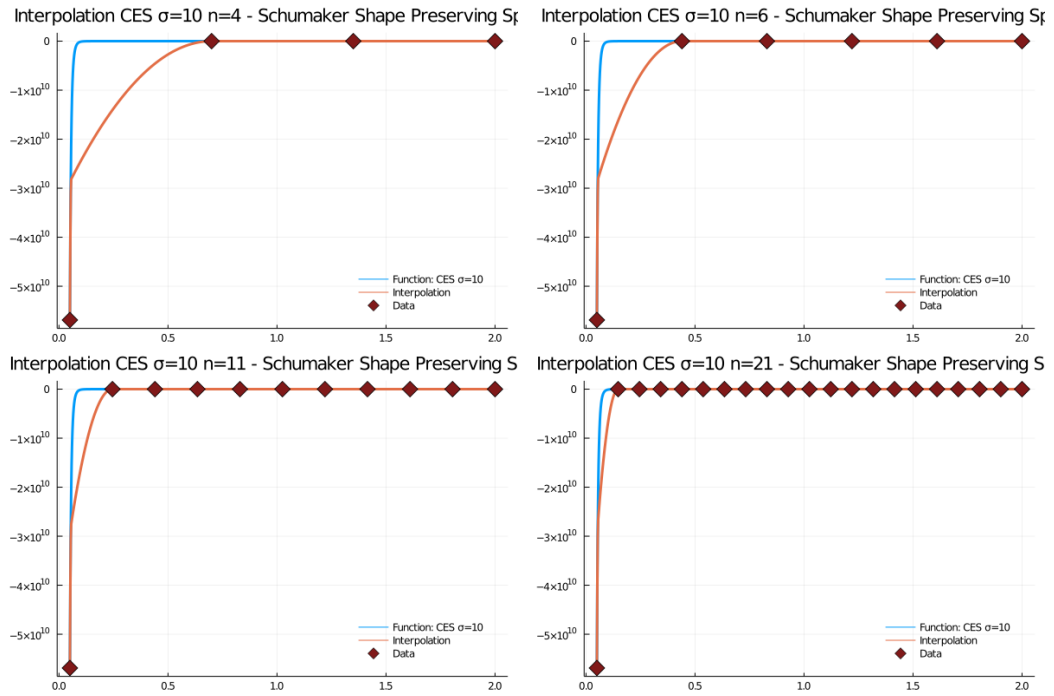 Interpolation CES σ=10 n=4 - Schumaker Shape Preserving Sp
0
−1×10¹⁰
−2×10¹⁰
−3×10¹⁰
−4×10¹⁰
−5×10¹⁰
Function: CES σ=10
Interpolation
Data
0.0 0.5 1.0 1.5 2.0
Interpolation CES σ=10 n=6 - Schumaker Shape Preserving Sp
0
−1×10¹⁰
−2×10¹⁰
−3×10¹⁰
−4×10¹⁰
−5×10¹⁰
Function: CES σ=10
Interpolation
Data
0.0 0.5 1.0 1.5 2.0
Interpolation CES σ=10 n=11 - Schumaker Shape Preserving S
0
−1×10¹⁰
−2×10¹⁰
−3×10¹⁰
−4×10¹⁰
−5×10¹⁰
Function: CES σ=10
Interpolation
Data
0.0 0.5 1.0 1.5 2.0
Interpolation CES σ=10 n=21 - Schumaker Shape Preserving S
0
−1×10¹⁰
−2×10¹⁰
−3×10¹⁰
−4×10¹⁰
−5×10¹⁰
Function: CES σ=10
Interpolation
Data
0.0 0.5 1.0 1.5 2.0